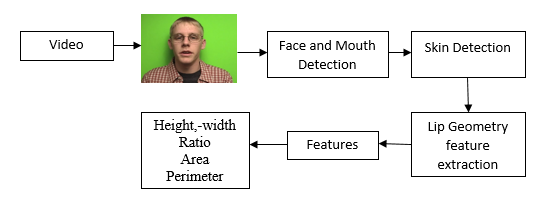 Video
Face and Mouth
Detection
Skin Detection
Lip Geometry
feature
extraction
Features
Height,-width
Ratio
Area
Perimeter